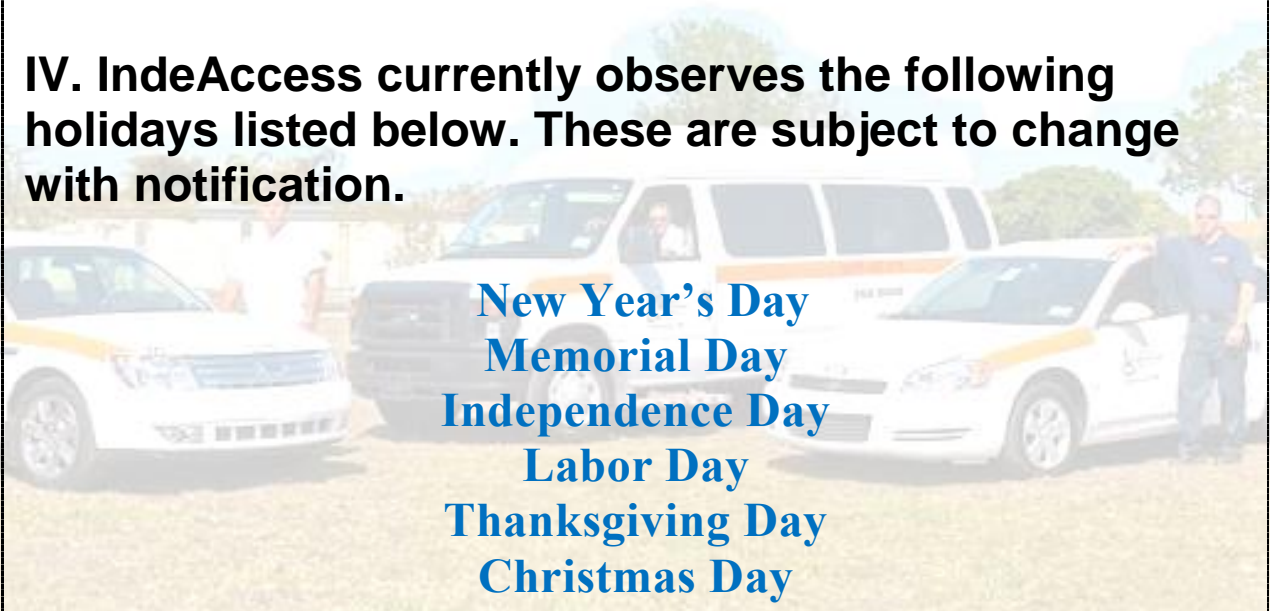 IV. IndeAccess currently observes the following
holidays listed below. These are subject to change
with notification.
New Year’s Day
Memorial Day
Independence Day
Labor Day
Thanksgiving Day
Christmas Day